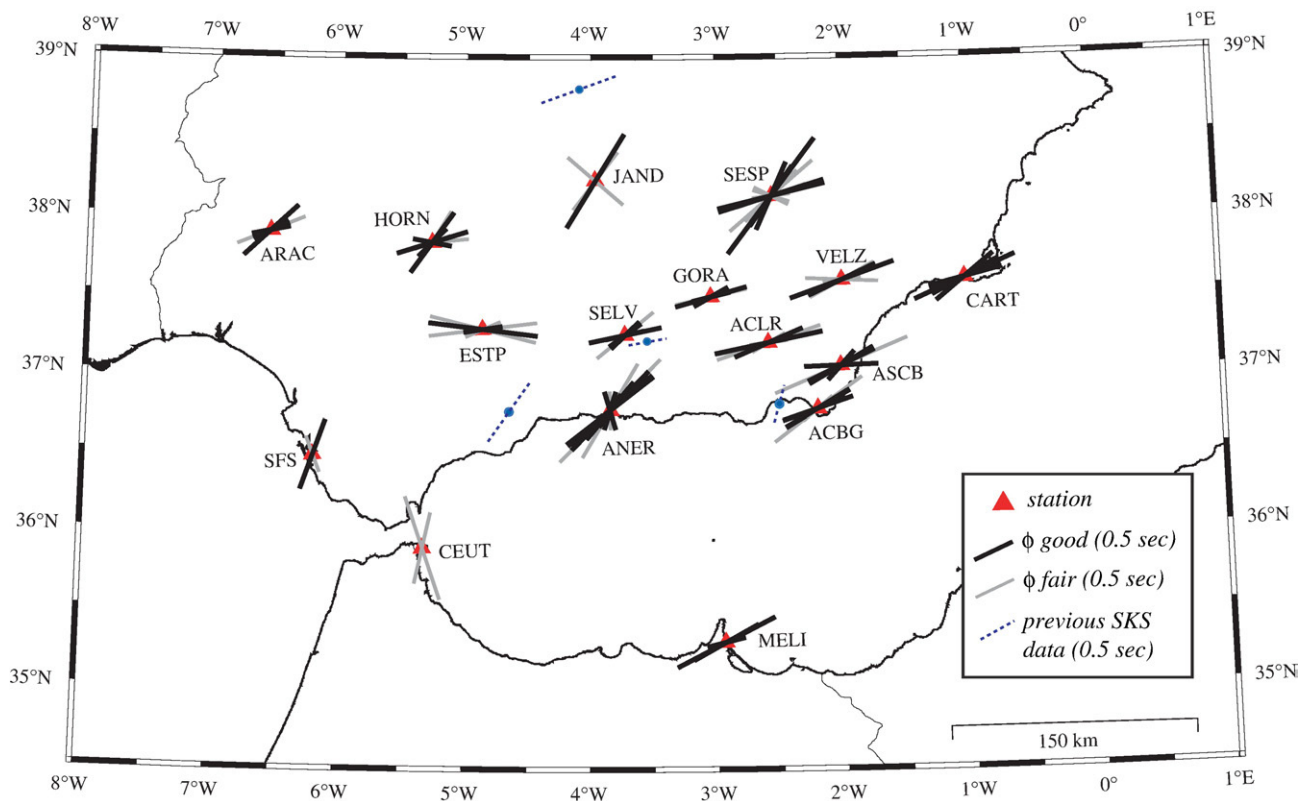 8°W 7°W 6°W 5°W 4°W 3°W 2°W 1°W 0° 1°E
39°N 39°N
JAND SESP
38°N 38°N
HORN
ARAC
VELZ
GORA
CART
SELV ACLR
ESTP
37°N 37°N
ASCB
ACBG
ANER
SFS
station
36°N 36°N
CEUT
ϕ good (0.5 sec)
ϕ fair (0.5 sec)
previous SKS
data (0.5 sec)
MELI
35°N 35°N
150 km
8°W 7°W 6°W 5°W 4°W 3°W 2°W 1°W 0° 1°E